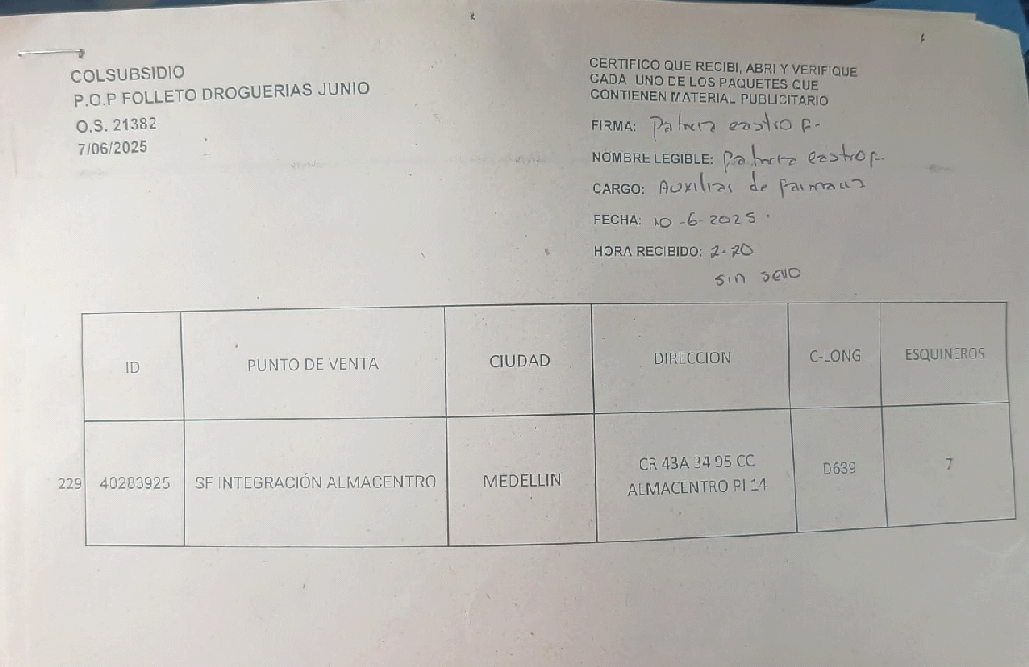 COLSUBSIDIO
P.O.P FOLLETO DROGUERIAS JUNIO
O.S. 21382
7/06/2025
CERTIFICO QUE RECIBI, ABRI Y VERIFIQUE
CADA UNO DE LOS PAQUETES QUE
CONTIENEN MATERIAL PUBLICITARIO
FIRMA: castro
NOMBRE LEGIBLE: castro
CARGO: Auxiliar de
FECHA: 10-6-2025
HORA RECIBIDO: 2-20
sin sello
ID PUNTO DE VENTA CIUDAD DIRECCION C-LONG ESQUINEROS
229 40283925 SF INTEGRACIÓN ALMACENTRO MEDELLIN CR 43A 34 95 CC D639 7
ALMACENTRO